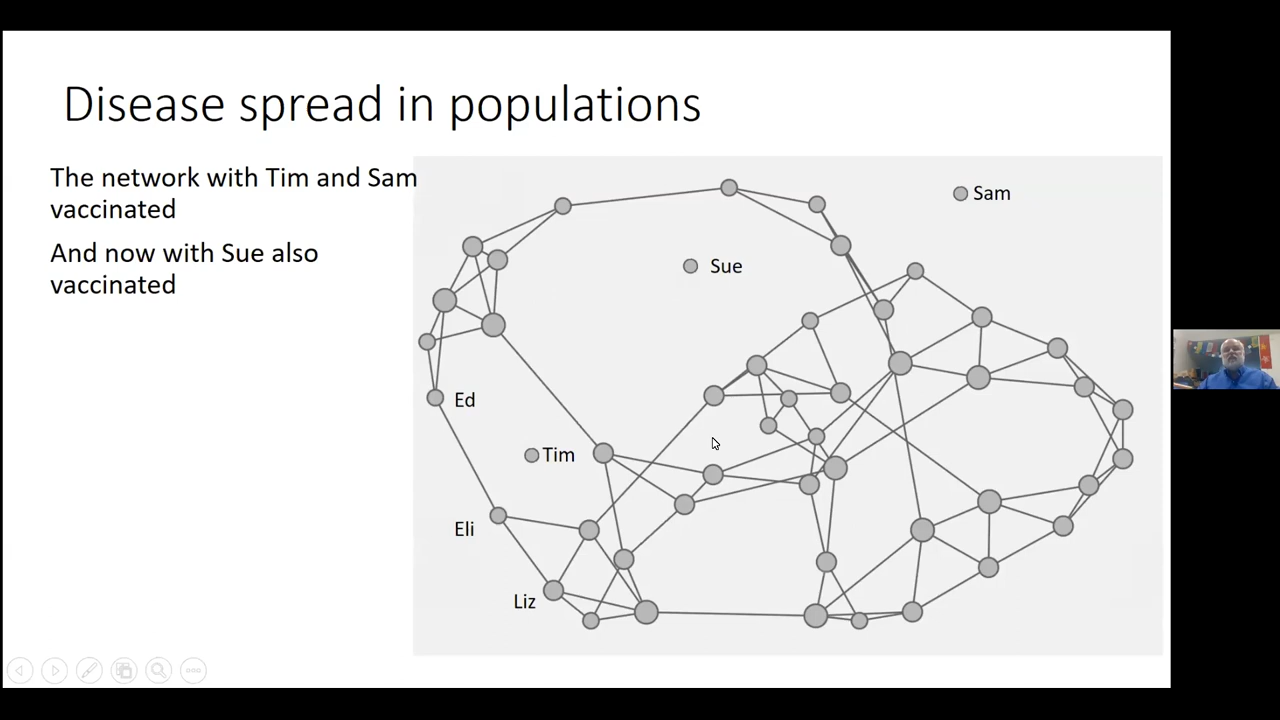 Disease spread in populations
The network with Tim and Sam
vaccinated
And now with Sue also
vaccinated
Sam
Sue
Ed
Tim
Eli
Liz